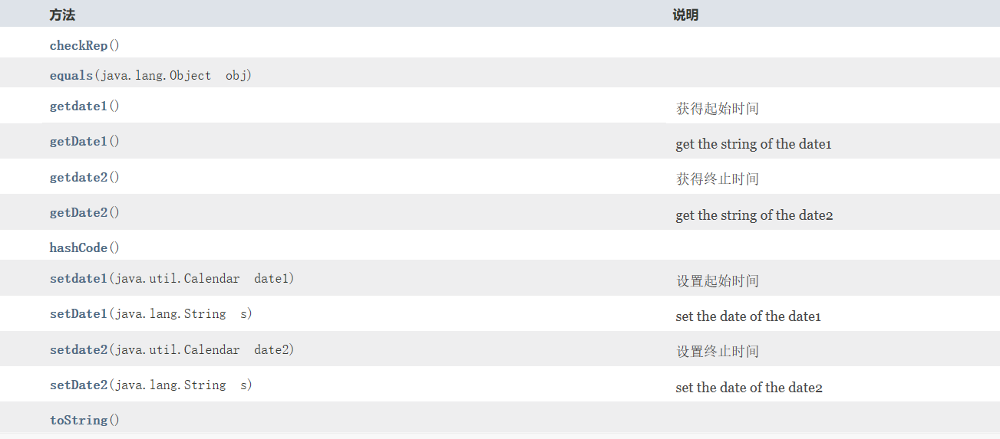 方法 说明
checkRep()
equals(java.lang.Object obj)
getdate1() 获得起始时间
getDate1() get the string of the date1
getdate2() 获得终止时间
getDate2() get the string of the date2
hashCode()
setdate1(java.util.Calendar date1) 设置起始时间
setDate1(java.lang.String s) set the date of the date1
setdate2(java.util.Calendar date2) 设置终止时间
setDate2(java.lang.String s) set the date of the date2
toString()